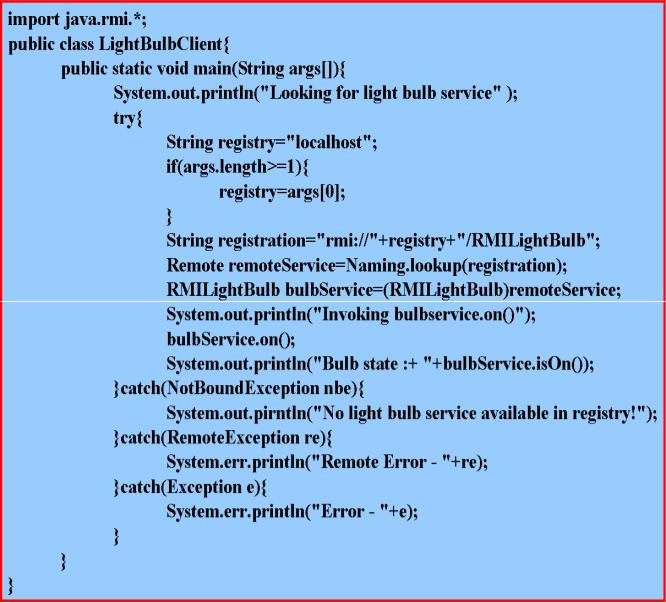 import java.rmi.*;
public class LightBulbClient{
public static void main(String args[]){
System.out.println("Looking for light bulb service" );
try{
String registry="localhost";
if(args.length>=1){
registry=args[0];
}
String registration="rmi://"+registry+"/RMILightBulb";
Remote remoteService=Naming.lookup(registration);
RMILightBulb bulbService=(RMILightBulb)remoteService;
System.out.println("Invoking bulbservice.on()");
bulbService.on();
System.out.println("Bulb state :+ "+bulbService.isOn());
}catch(NotBoundException nbe){
System.out.pirntln("No light bulb service available in registry!");
}catch(RemoteException re){
System.err.println("Remote Error - "+re);
}catch(Exception e){
System.err.println("Error - "+e);
}
}
}